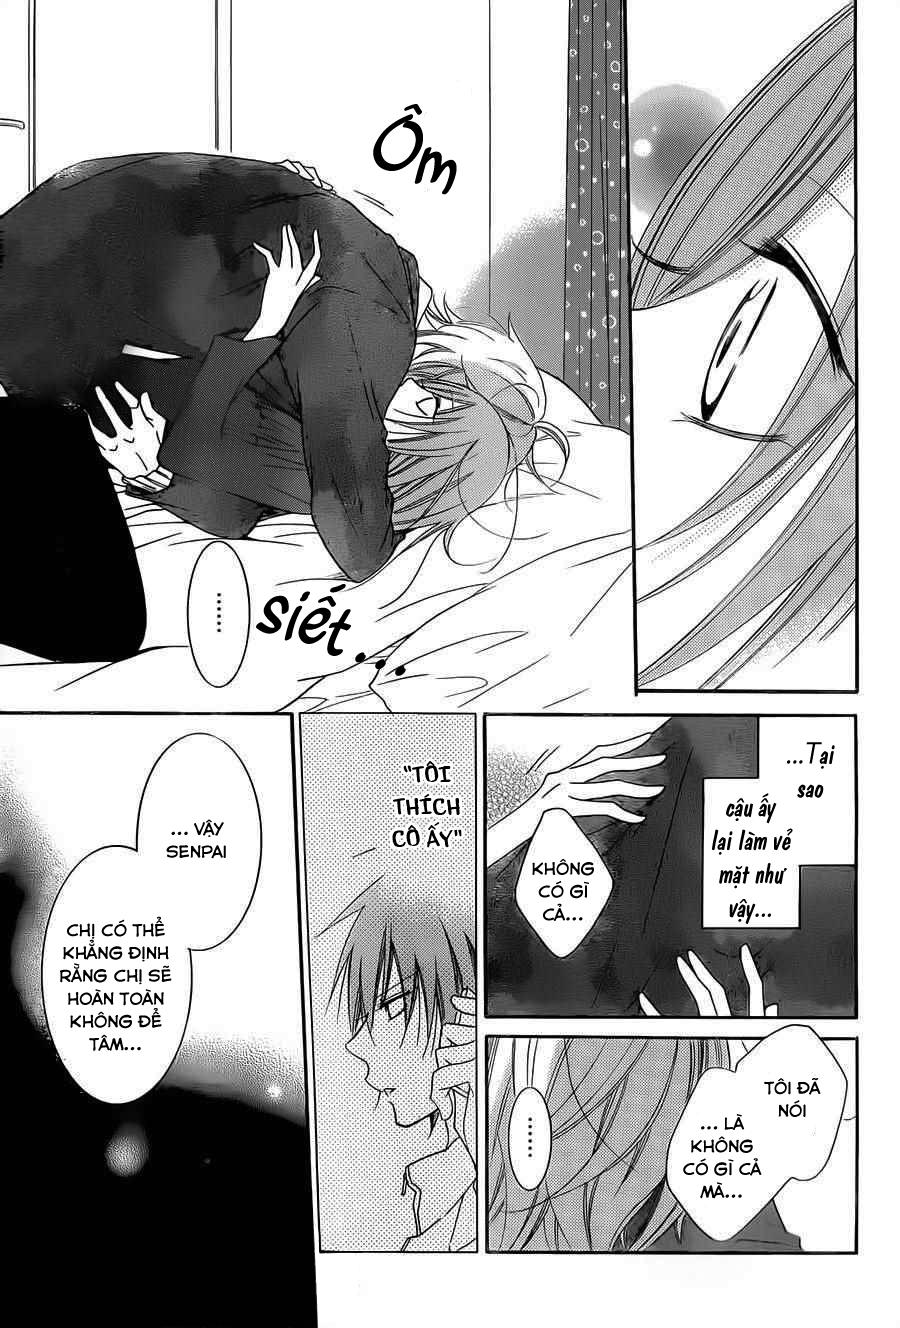 Ôm
......
siết...
...Tại
sao
cậu ấy
lại làm vẻ
mặt như
vậy...
KHÔNG
CÓ GÌ
CẢ...
TÔI ĐÃ
NÓI
... LÀ
KHÔNG
CÓ GÌ CẢ
MÀ...
......
"TÔI
THÍCH
CÔ ẤY"
... VẬY
SENPAI
CHỊ CÓ THỂ
KHẲNG ĐỊNH
RẰNG CHỊ SẼ
HOÀN TOÀN
KHÔNG ĐỂ
TÂM...